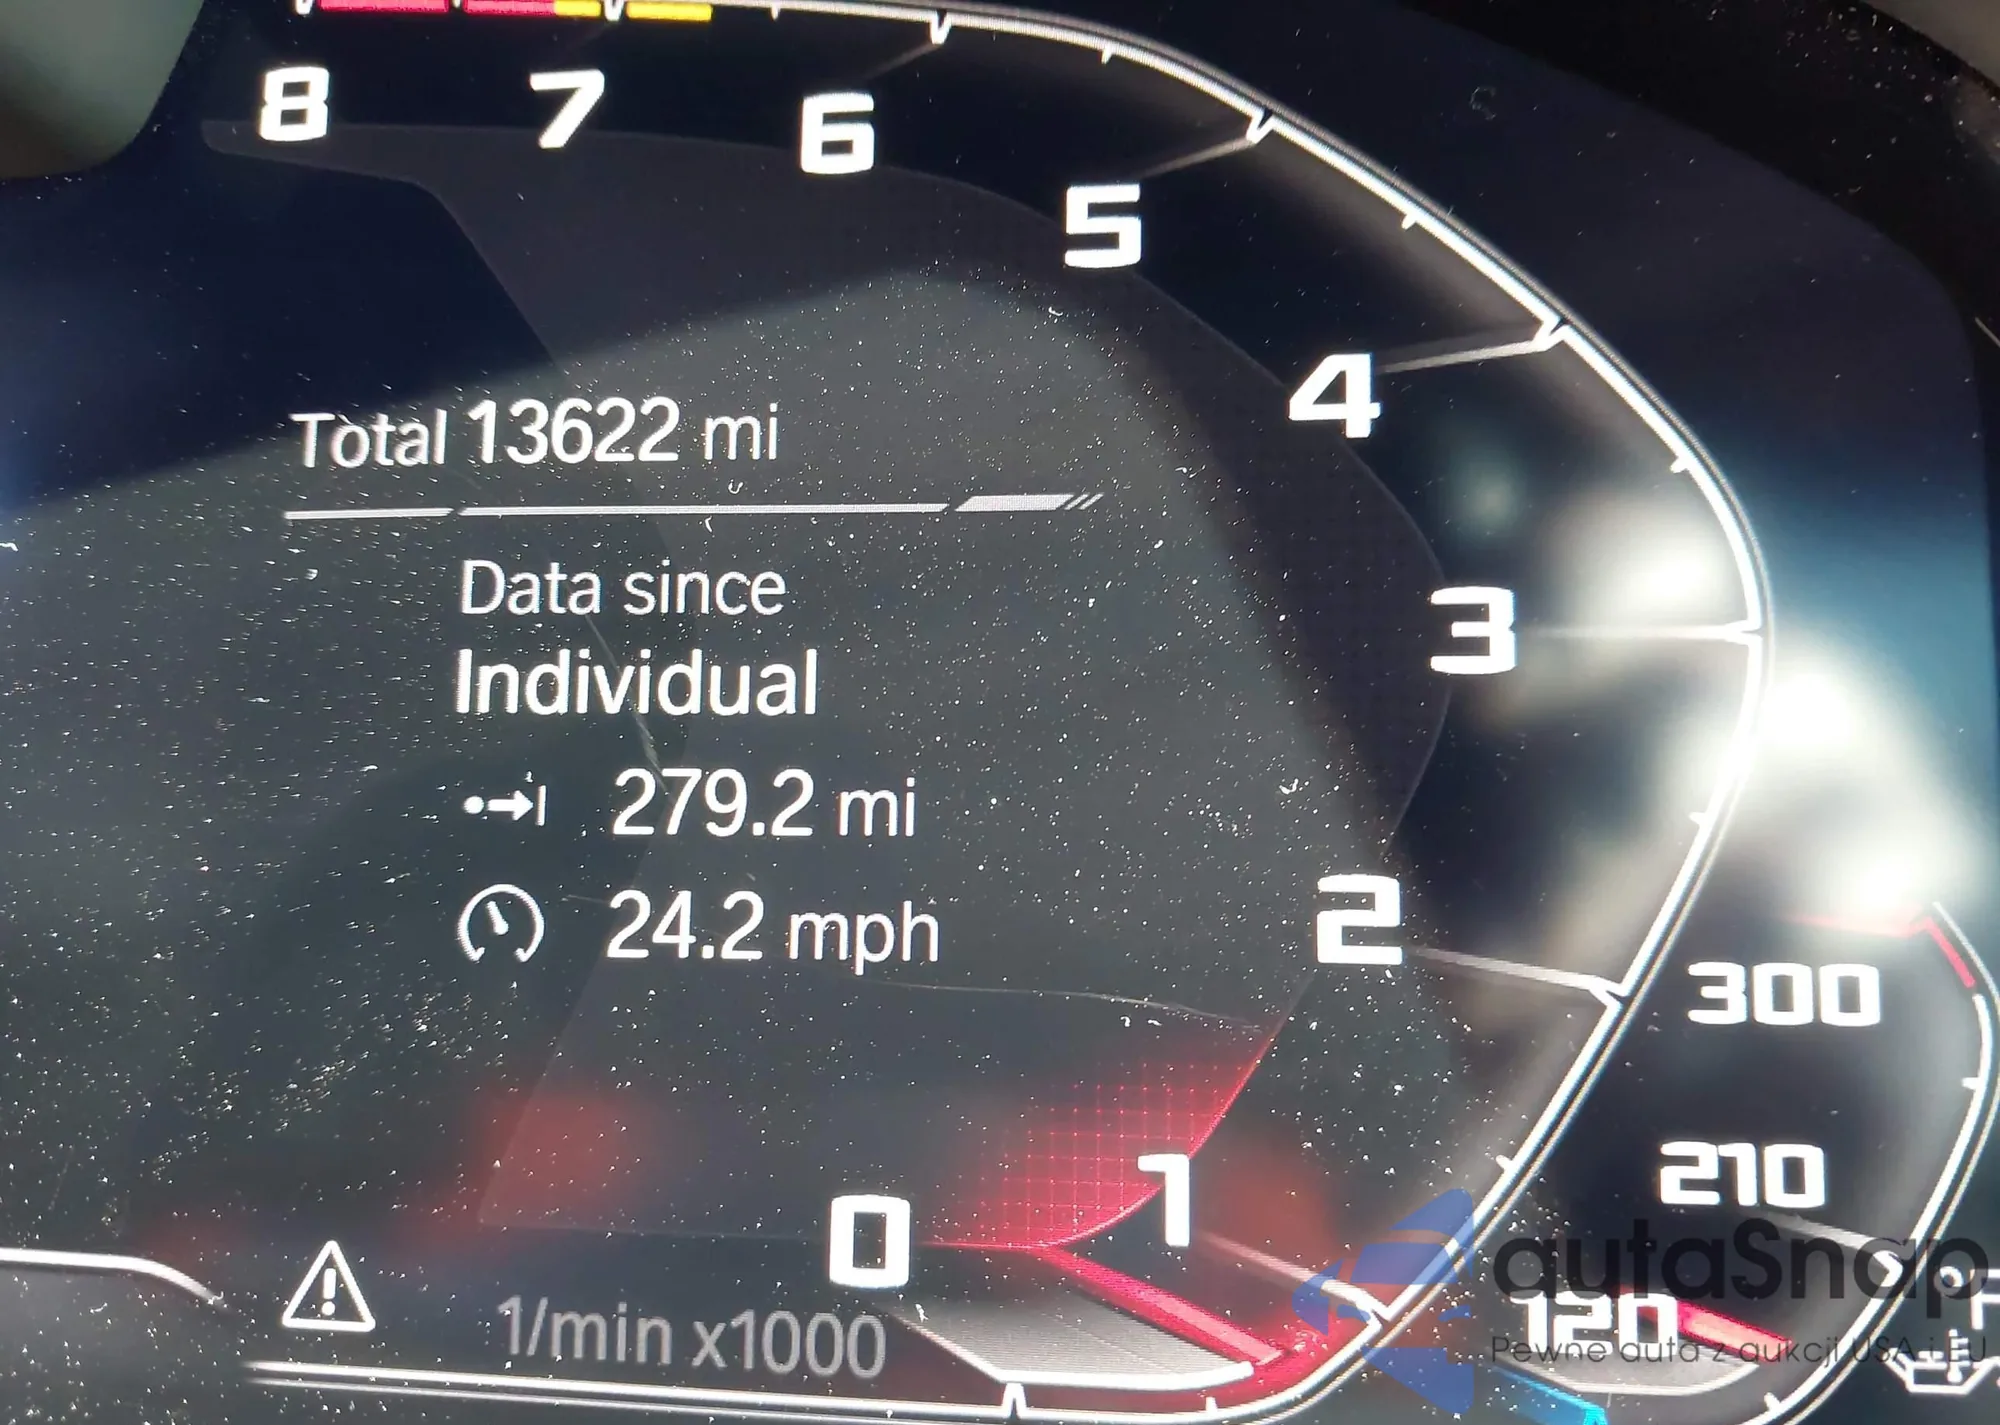 8 7 6
5
4
Total 13622 mi
Data since
3
Individual
279.2 mi
2
24.2 mph
300
210
1
0
120
1/min x1000
autaSnap
Pewne auta z aukcji USA i EU
°F